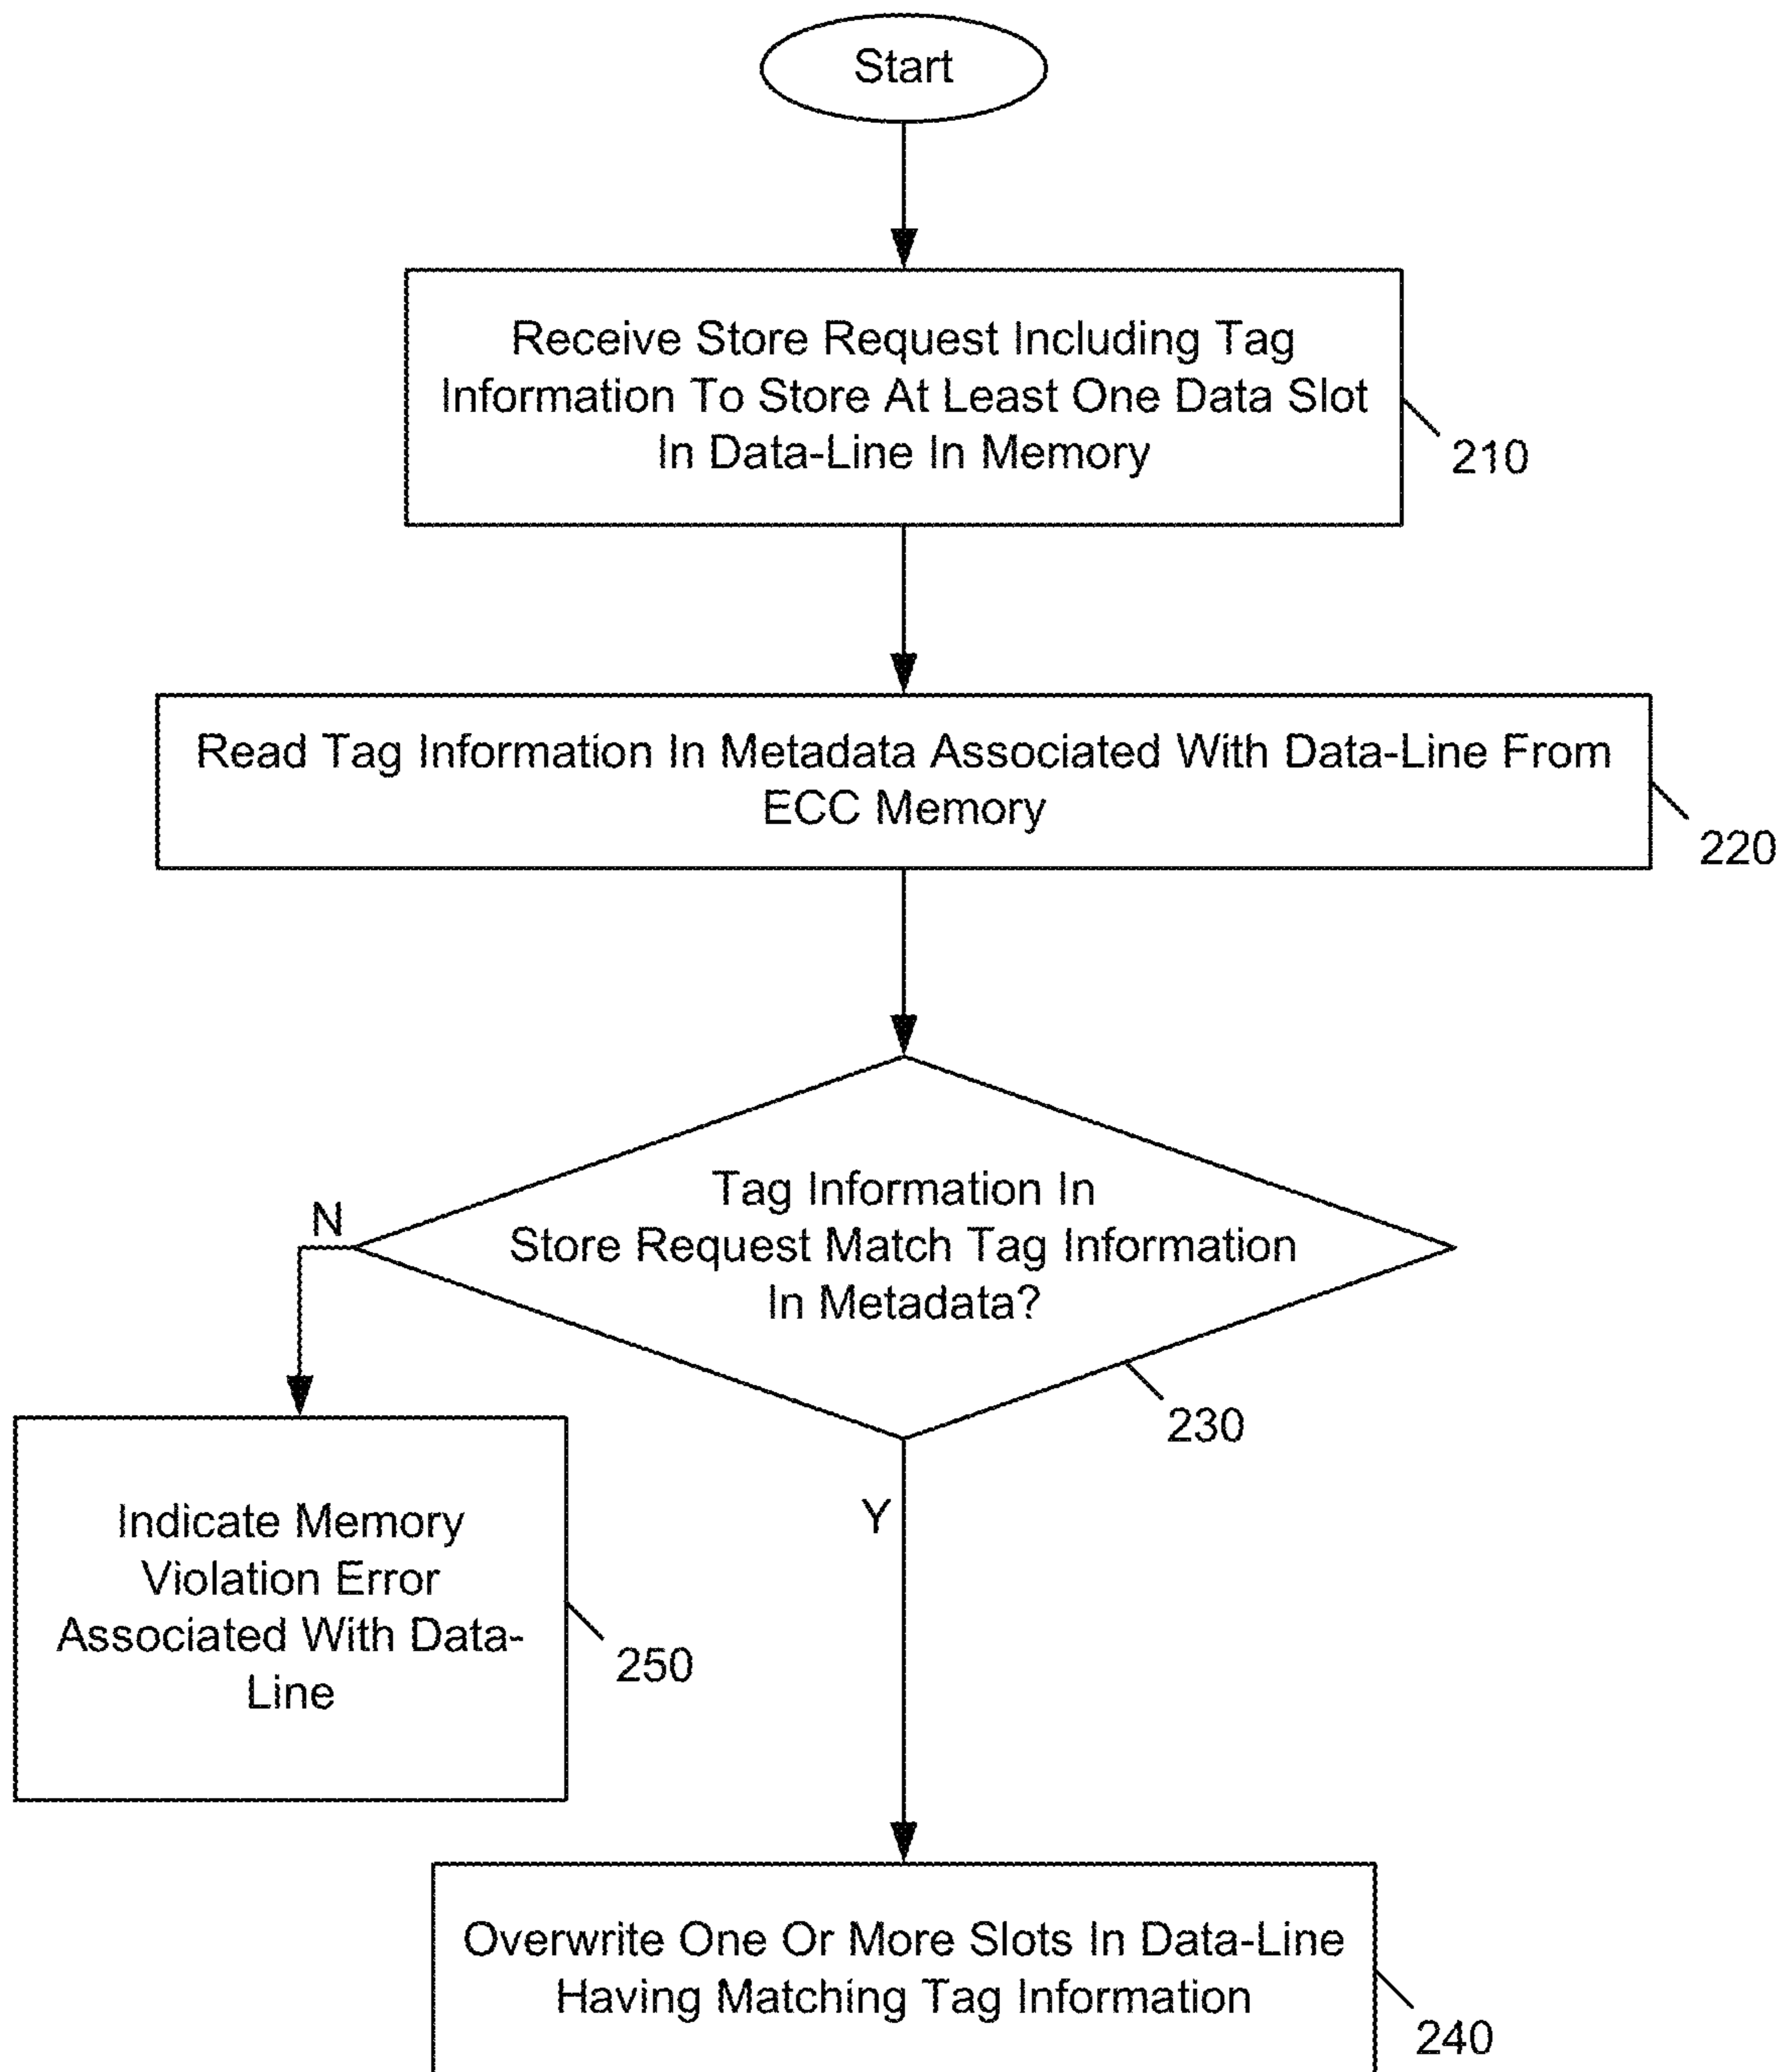 Start
Receive Store Request Including Tag
Information To Store At Least One Data Slot
In Data-Line In Memory
210
Read Tag Information In Metadata Associated With Data-Line From
ECC Memory
220
Tag Information In
Store Request Match Tag Information
In Metadata?
N
230
Y
Indicate Memory
Violation Error
Associated With Data-
Line
250
Overwrite One Or More Slots In Data-Line
Having Matching Tag Information
240